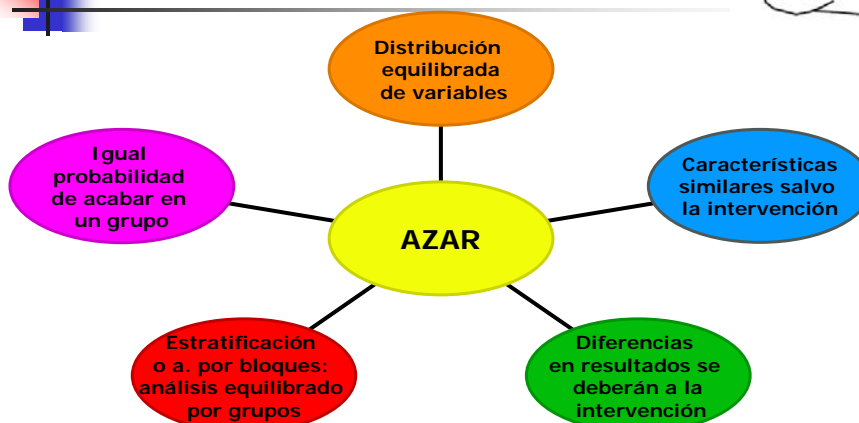 Distribución
equilibrada
de variables
Igual
probabilidad
de acabar en
un grupo
Características
similares salvo
la intervención
AZAR
Estratificación
o a. por bloques:
análisis equilibrado
por grupos
Diferencias
en resultados se
deberán a la
intervención